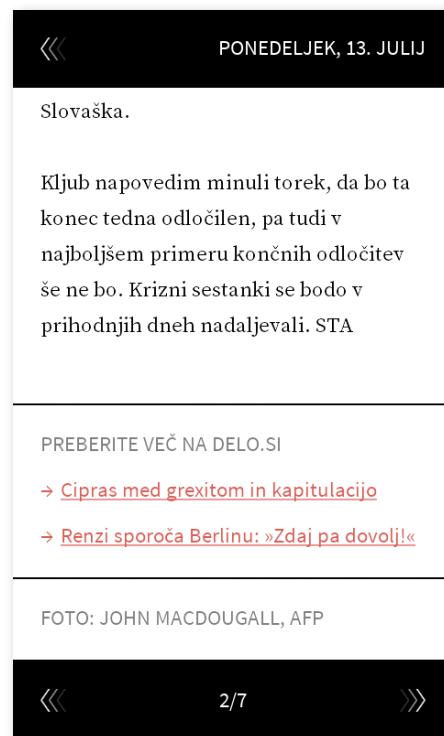 PONEDELJEK, 13. JULIJ
Slovaška.
Kljub napovedim minuli torek, da bo ta
konec tedna odločilen, pa tudi v
najboljšem primeru končnih odločitev
še ne bo. Krizni sestanki se bodo v
prihodnjih dneh nadaljevali. STA
PREBERITE VEČ NA DELO.SI
→ Cipras med grexitom in kapitulacijo
→ Renzi sporoča Berlinu: »Zdaj pa dovolj!«
FOTO: JOHN MACDOUGALL, AFP
2/7